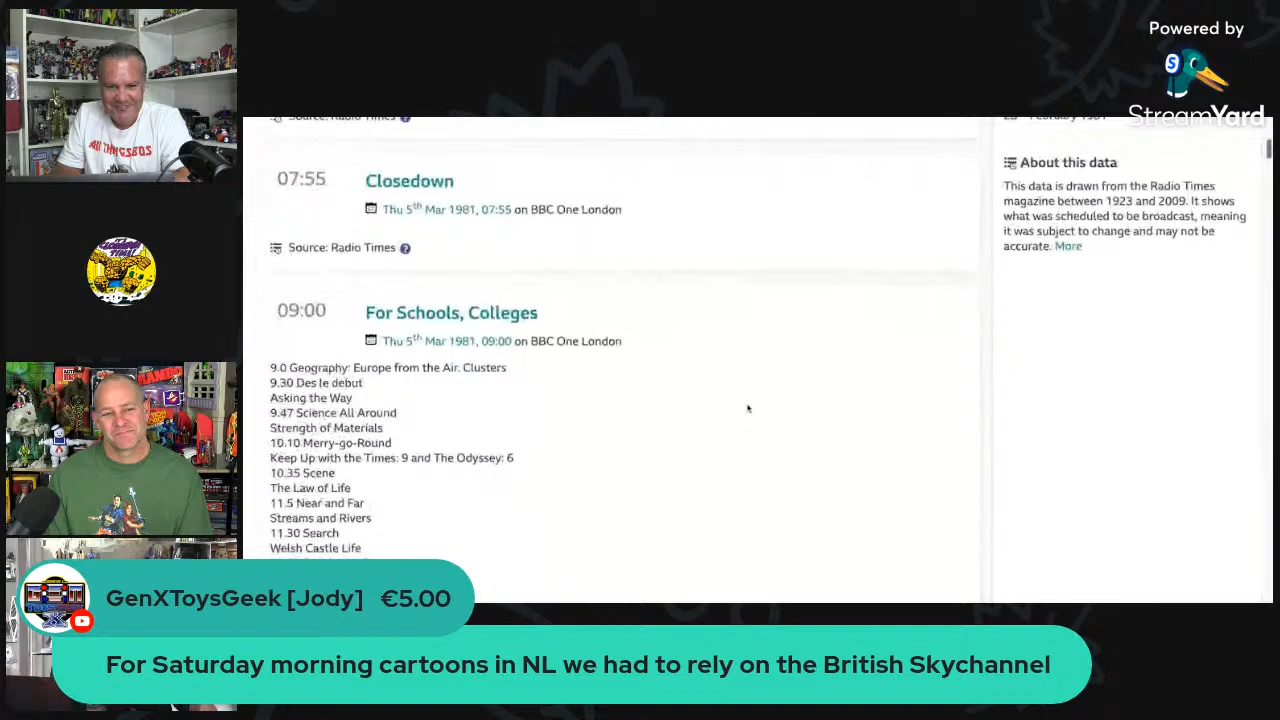 Powered by
StreamYard
Source: Radio Times
February 1981
07:55 Closedown
Thu 5th Mar 1981, 07:55 on BBC One London
Source: Radio Times ?
About this data
This data is drawn from the Radio Times
magazine between 1923 and 2009. It shows
what was scheduled to be broadcast, meaning
it was subject to change and may not be
accurate. More
09:00 For Schools, Colleges
Thu 5th Mar 1981, 09:00 on BBC One London
9.0 Geography: Europe from the Air. Clusters
9.30 Des le debut
Asking the Way
9.47 Science All Around
Strength of Materials
10.10 Merry-go-Round
Keep Up with the Times: 9 and The Odyssey: 6
10.35 Scene
The Law of Life
11.5 Near and Far
Streams and Rivers
11.30 Search
Welsh Castle Life
RAMBO
GenXToysGeek [Jody] €5.00
For Saturday morning cartoons in NL we had to rely on the British Skychannel